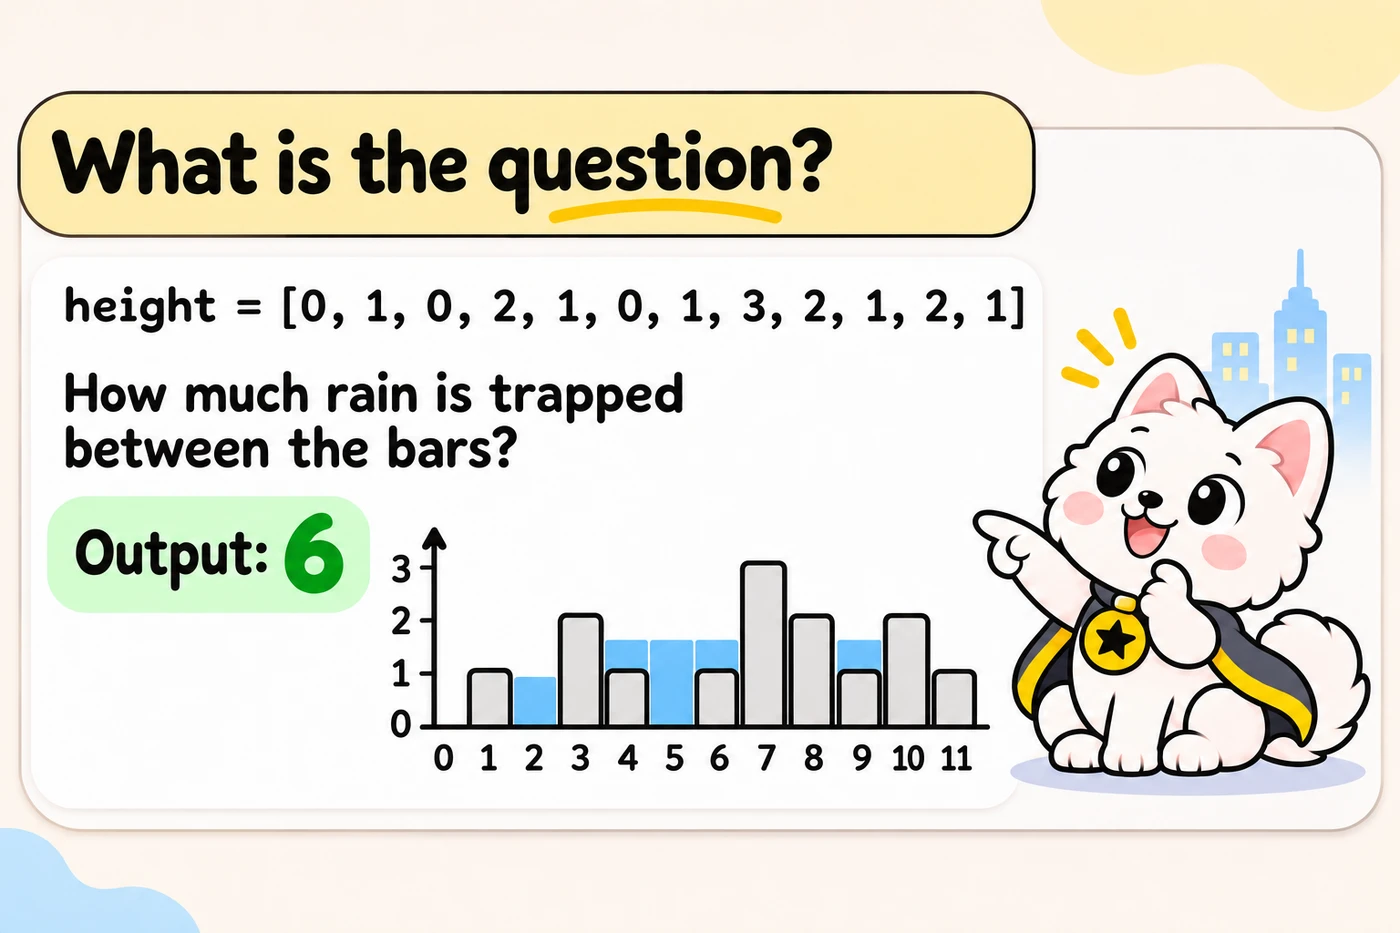 What is the question?
height = [0, 1, 0, 2, 1, 0, 1, 3, 2, 1, 2, 1]
How much rain is trapped
between the bars?
Output: 6
3
2
1
0
0 1 2 3 4 5 6 7 8 9 10 11